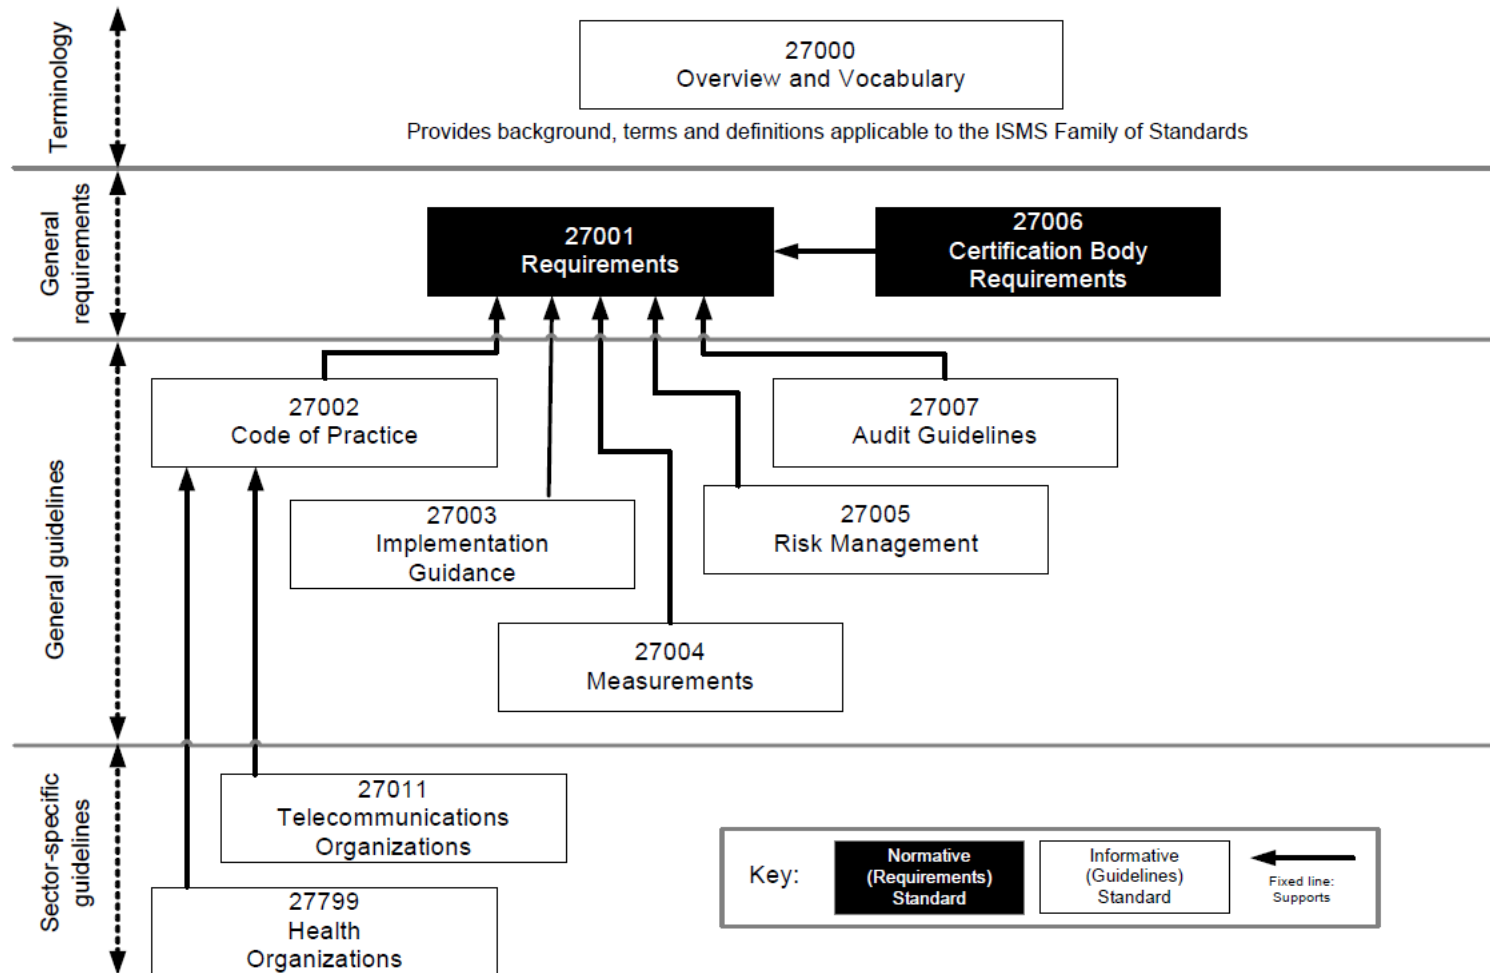 Terminology
27000
Overview and Vocabulary
Provides background, terms and definitions applicable to the ISMS Family of Standards
General
requirements
27001
Requirements
27006
Certification Body
Requirements
General guidelines
27002
Code of Practice
27007
Audit Guidelines
27003
Implementation
Guidance
27005
Risk Management
27004
Measurements
Sector-specific
guidelines
27011
Telecommunications
Organizations
27799
Health
Organizations
Key:
Normative
(Requirements)
Standard
Informative
(Guidelines)
Standard
Fixed line:
Supports